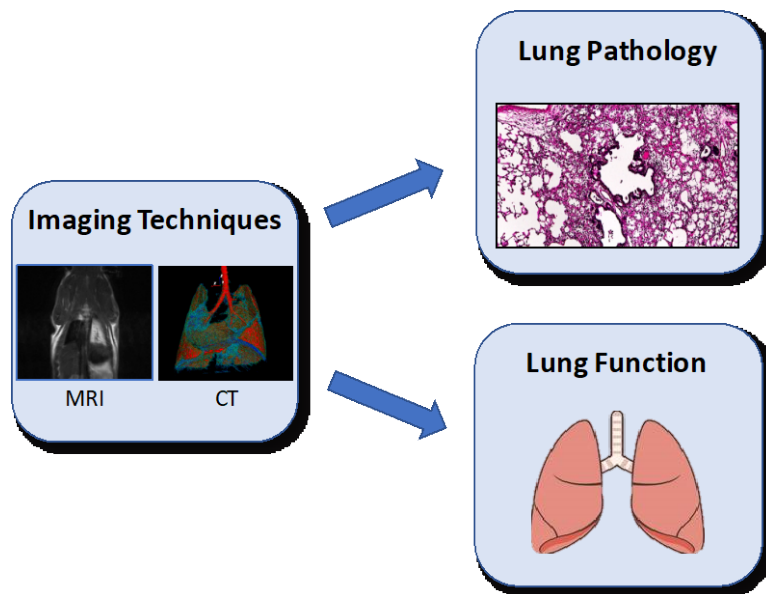 Lung Pathology
Imaging Techniques
MRI
CT
Lung Function